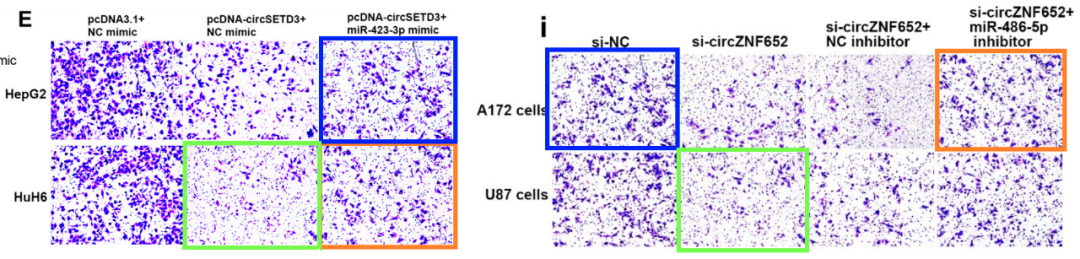 E
pcDNA3.1+
NC mimic
pcDNA-circSETD3+
NC mimic
pcDNA-circSETD3+
miR-423-3p mimic
mic
HepG2
HuH6
i
si-NC
si-circZNF652
si-circZNF652+
NC inhibitor
si-circZNF652+
miR-486-5p
inhibitor
A172 cells
U87 cells